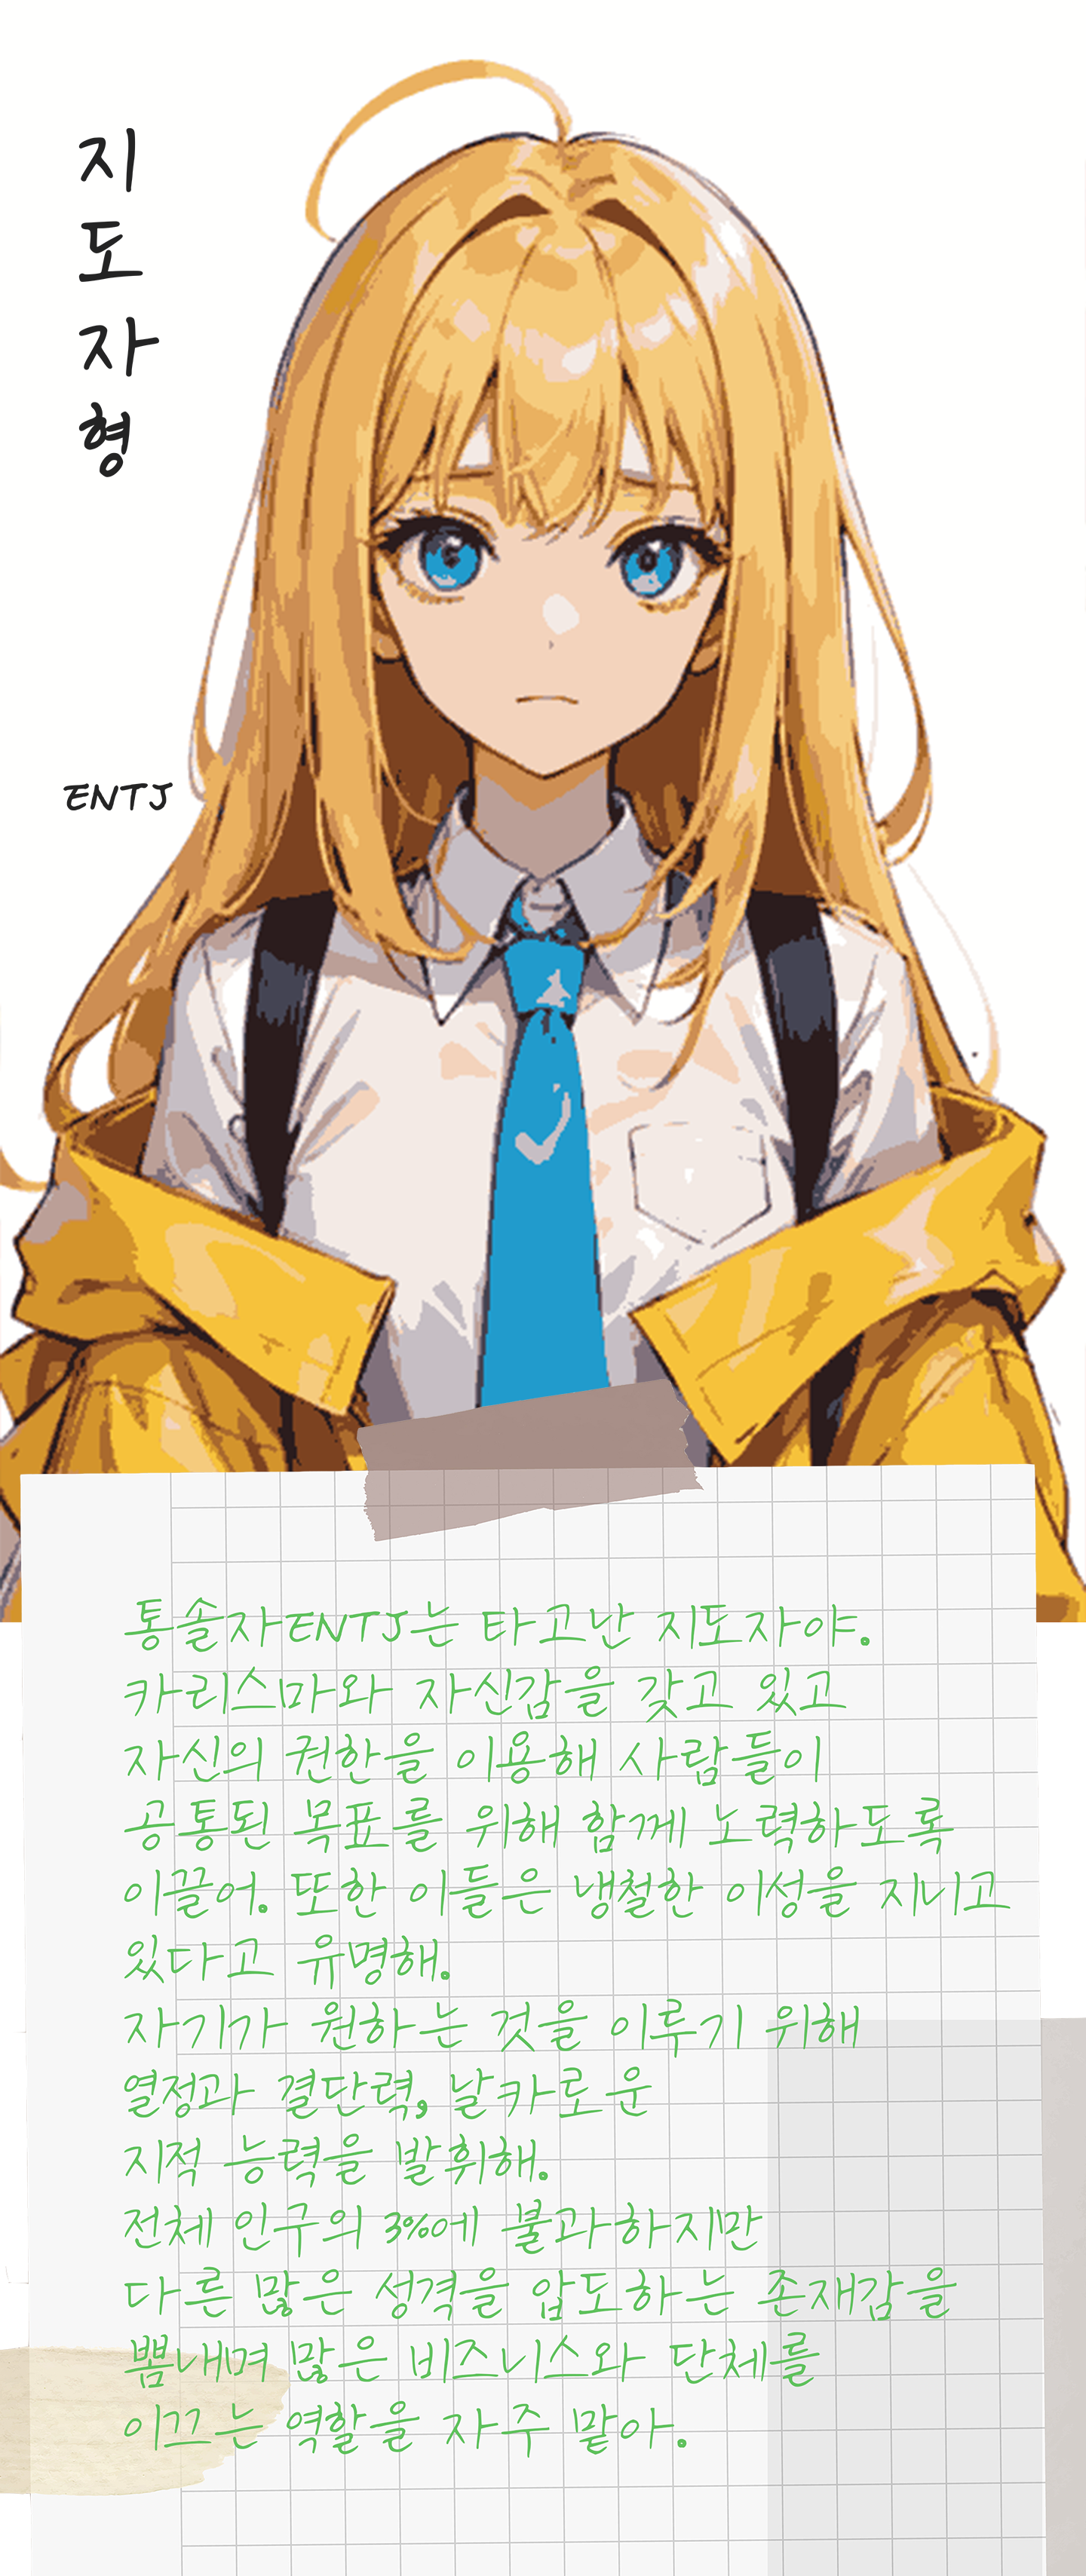 지도자형
ENTJ
통솔자ENTJ는 타고난 지도자야.
카리스마와 자신감을 갖고 있고
자신의 권한을 이용해 사람들이
공통된 목표를 위해 함께 노력하도록
이끌어. 또한 이들은 냉철한 이성을 지니고
있다고 유명해.
자기가 원하는 것을 이루기 위해
열정과 결단력, 날카로운
지적 능력을 발휘해.
전체 인구의 3%에 불과하지만
다른 많은 성격을 압도하는 존재감을
뿜내며 많은 비즈니스와 단체를
이끄는 역할을 자주 맡아.